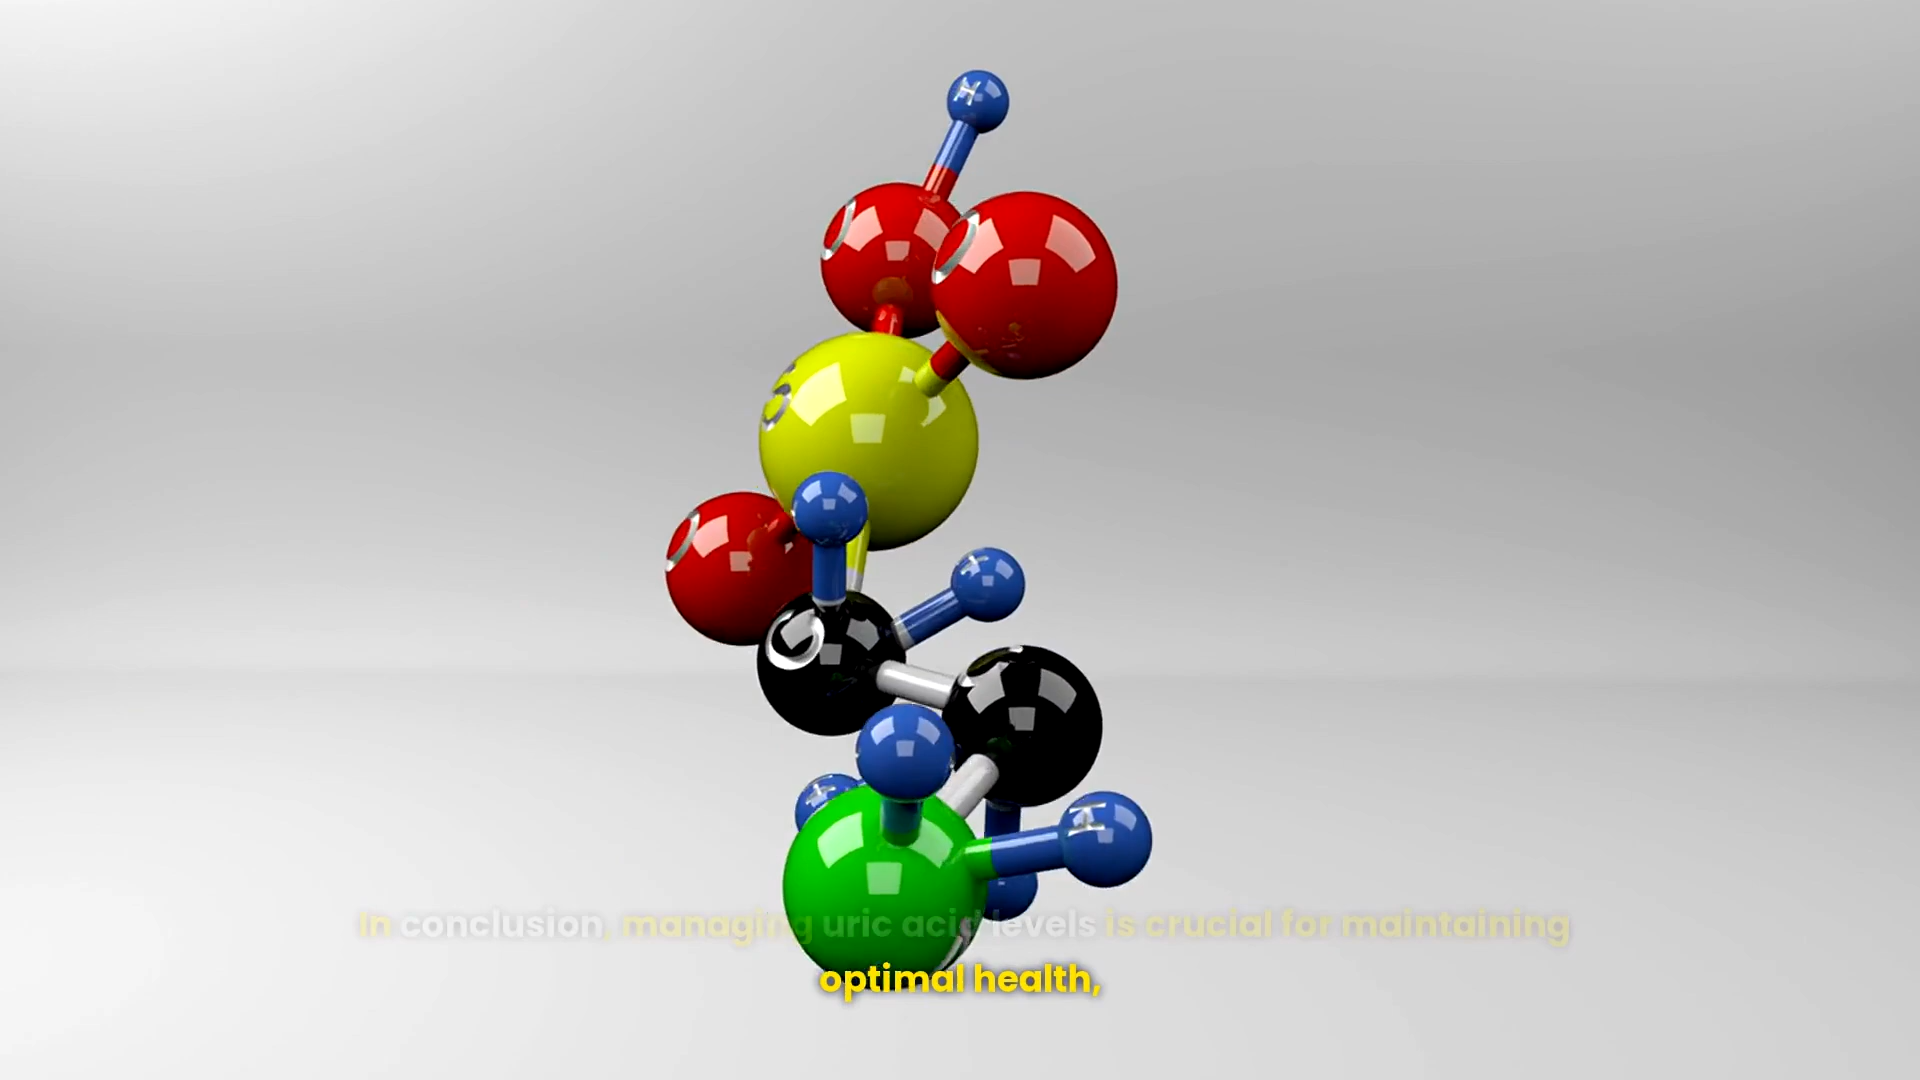 H
O
O
S
O
C
H
H
H
In conclusion, managing uric acid levels is crucial for maintaining
optimal health,